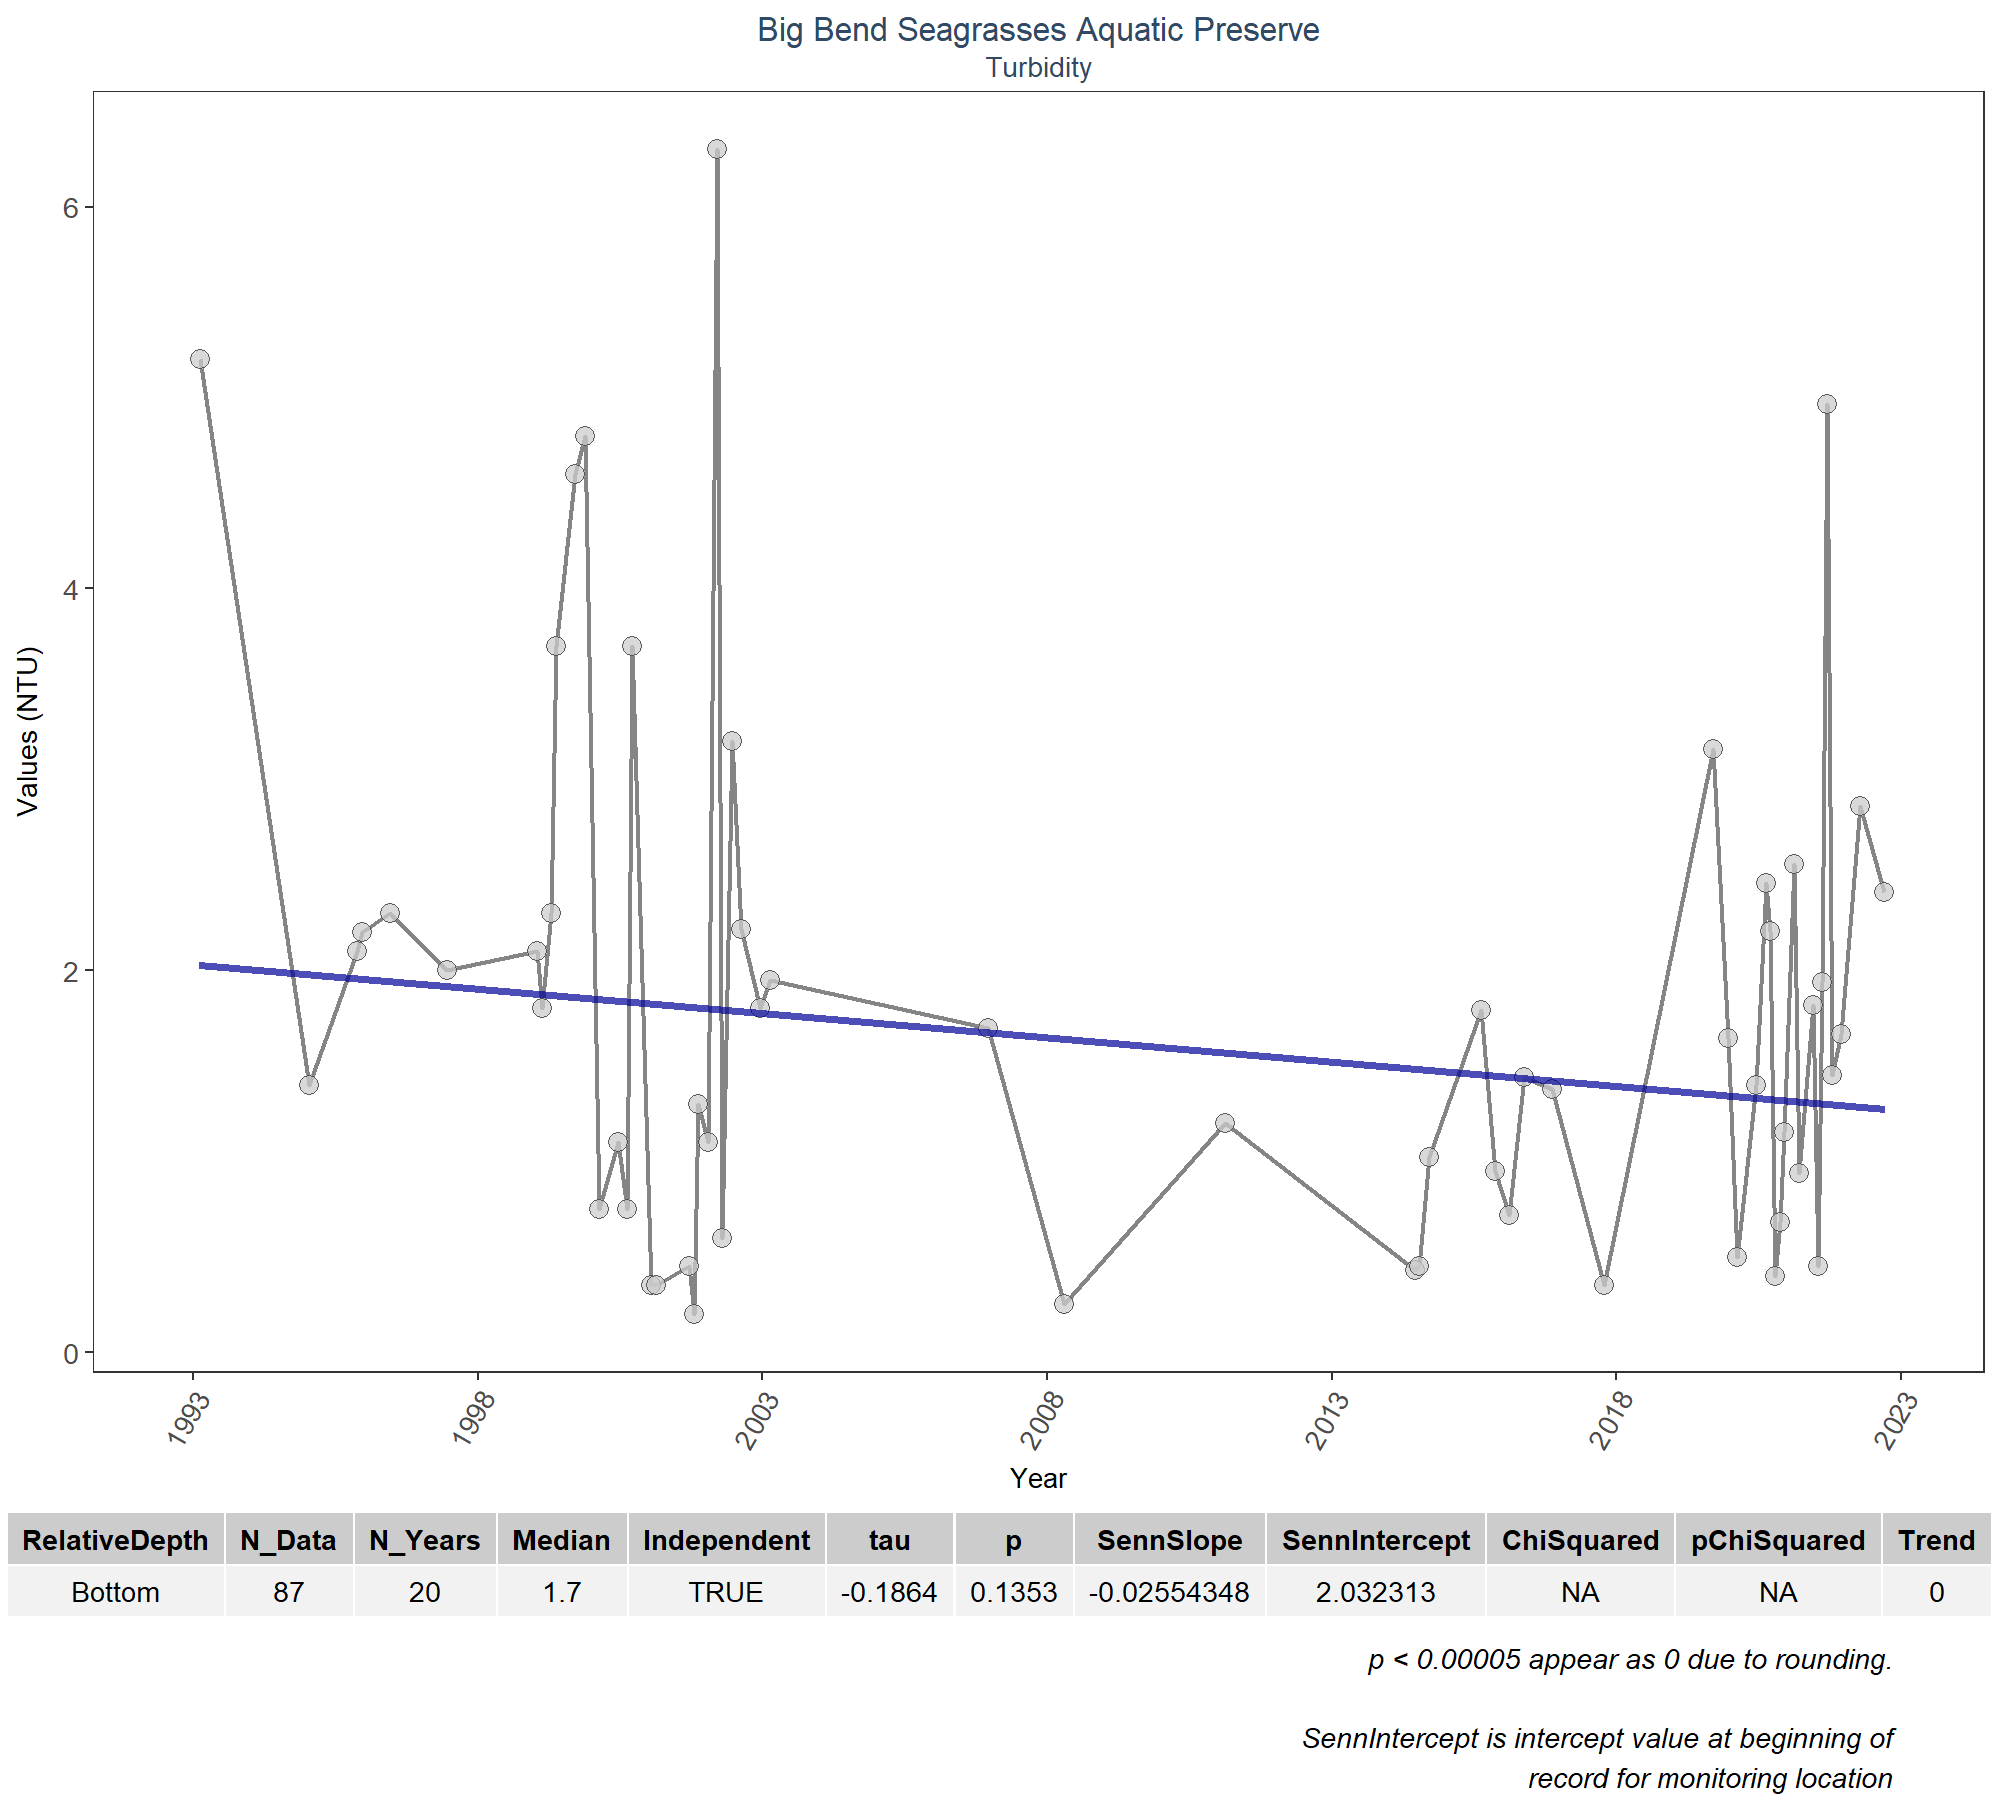 Big Bend Seagrasses Aquatic Preserve
Turbidity
Values (NTU)
6
4
2
0
1993 1998 2003 2008 2013 2018 2023
Year
RelativeDepth N_Data N_Years Median Independent tau p SennSlope SennIntercept ChiSquared pChiSquared Trend
Bottom 87 20 1.7 TRUE -0.1864 0.1353 -0.02554348 2.032313 NA NA 0
p < 0.00005 appear as 0 due to rounding.
SennIntercept is intercept value at beginning of
record for monitoring location